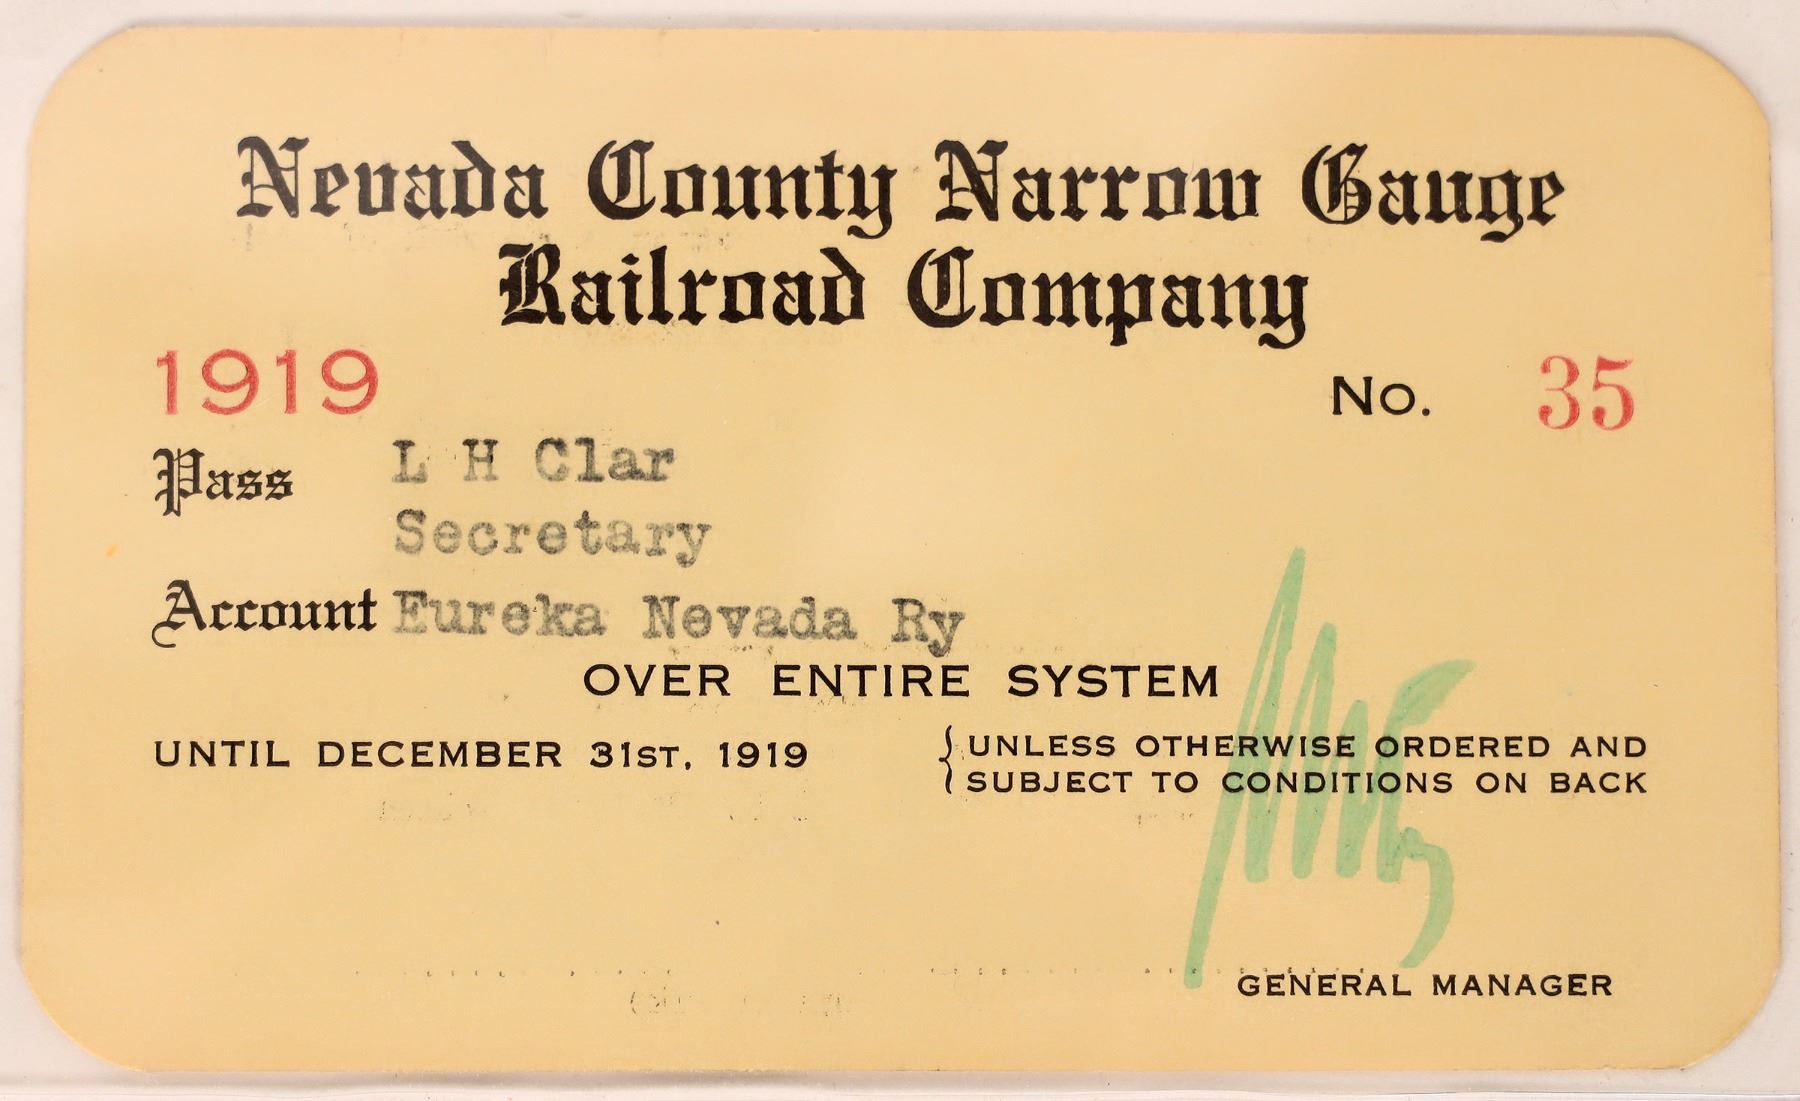 Nevada County Narrow Gauge
Railroad Company
1919 No. 35
Pass L H Clar
Secretary
Account Eureka Nevada Ry
OVER ENTIRE SYSTEM
UNTIL DECEMBER 31ST, 1919 { UNLESS OTHERWISE ORDERED AND
SUBJECT TO CONDITIONS ON BACK
GENERAL MANAGER